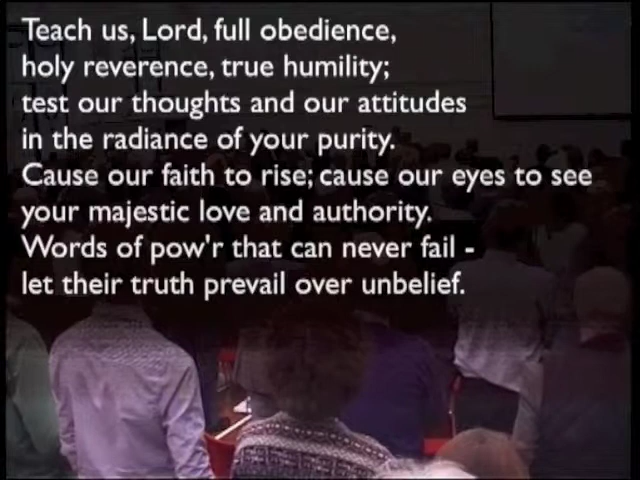 Teach us, Lord, full obedience,
holy reverence, true humility;
test our thoughts and our attitudes
in the radiance of your purity.
Cause our faith to rise; cause our eyes to see
your majestic love and authority.
Words of pow'r that can never fail -
let their truth prevail over unbelief.